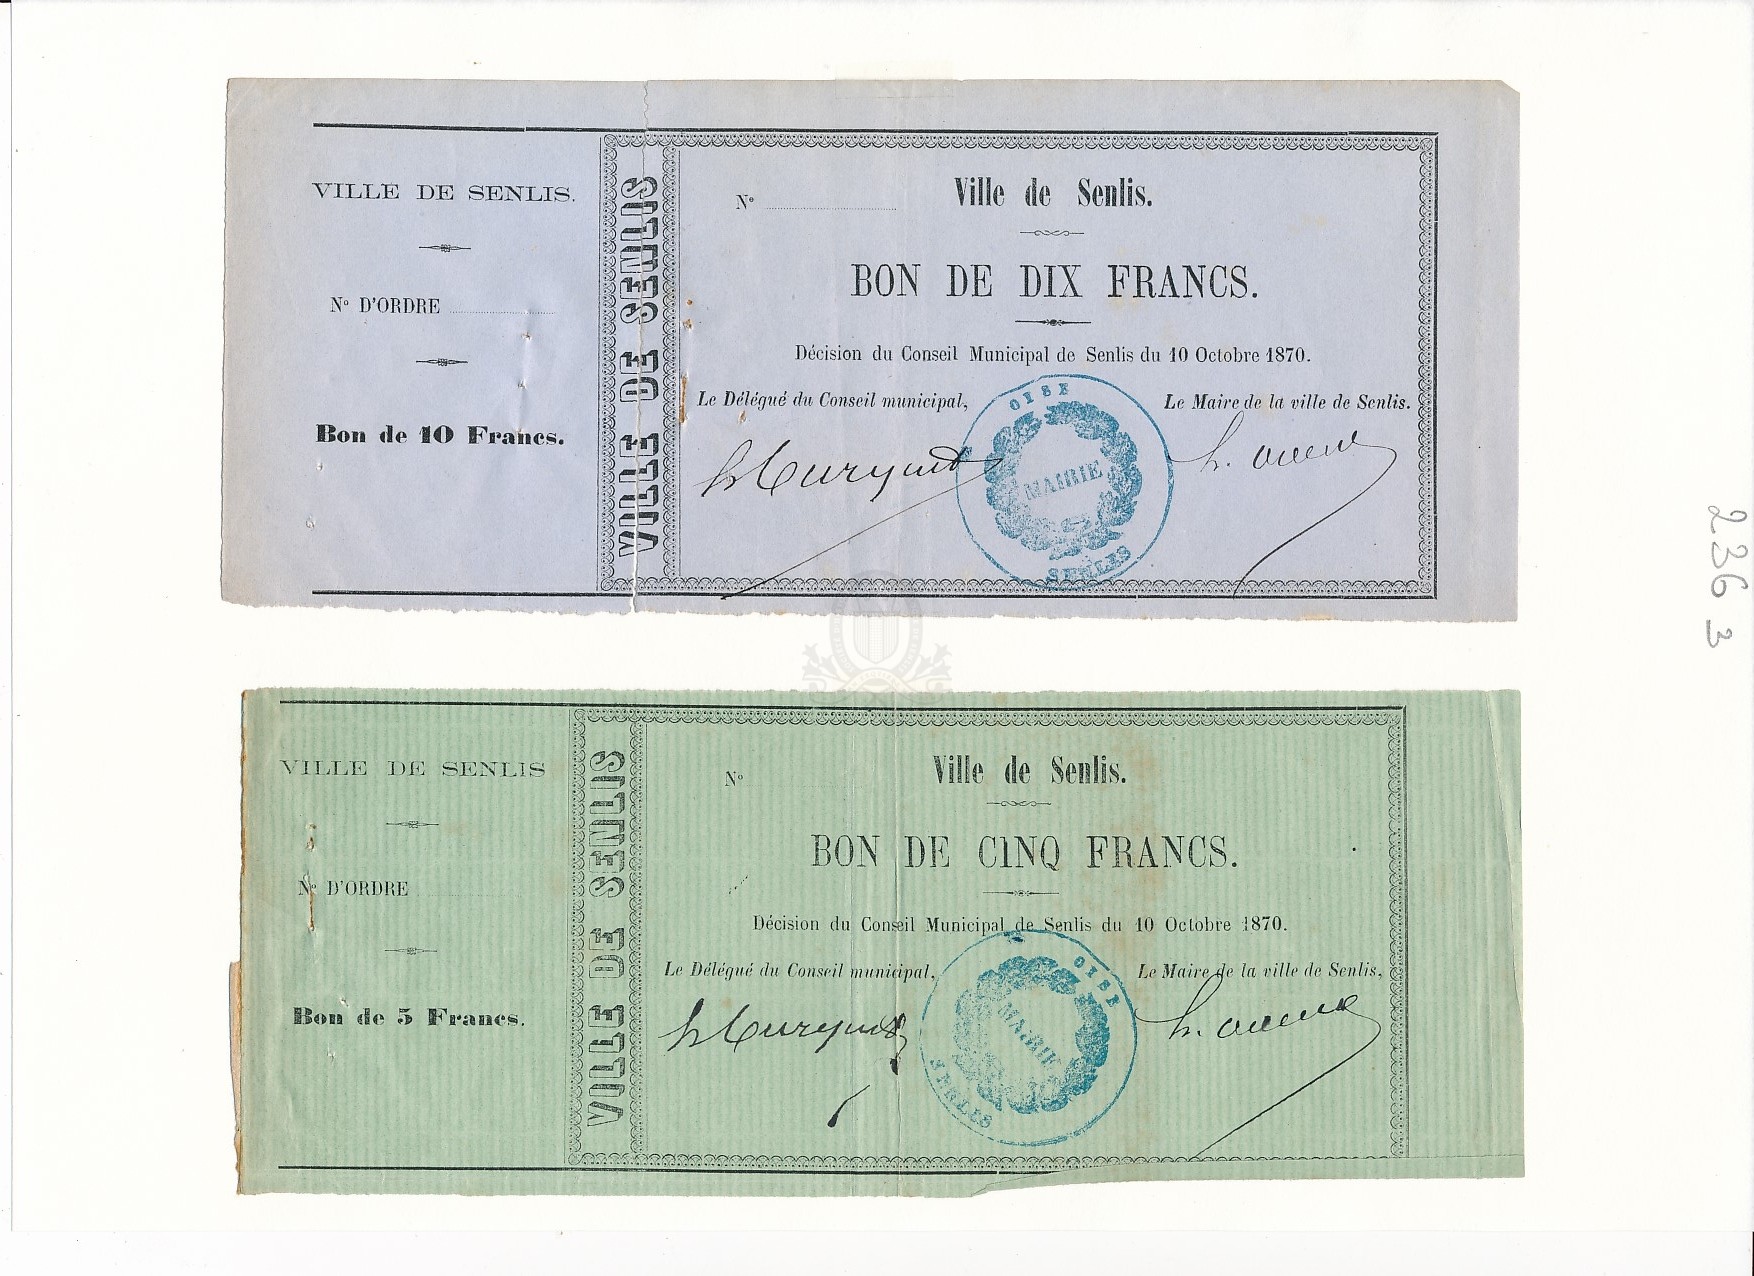 VILLE DE SENLIS.
N° D'ORDRE
Bon de 10 Francs.
VILLE DE SENLIS
N°
Ville de Senlis.
BON DE DIX FRANCS.
Décision du Conseil Municipal de Senlis du 10 Octobre 1870.
Le Délégué du Conseil municipal,
Le Maire de la ville de Senlis.
OISE
MAIRIE
SENLIS
VILLE DE SENLIS
N° D'ORDRE
Bon de 5 Francs.
VILLE DE SENLIS
N°
Ville de Senlis.
BON DE CINQ FRANCS.
Décision du Conseil Municipal de Senlis du 10 Octobre 1870.
Le Délégué du Conseil municipal,
Le Maire de la ville de Senlis.
OISE
MAIRIE
SENLIS
236 3